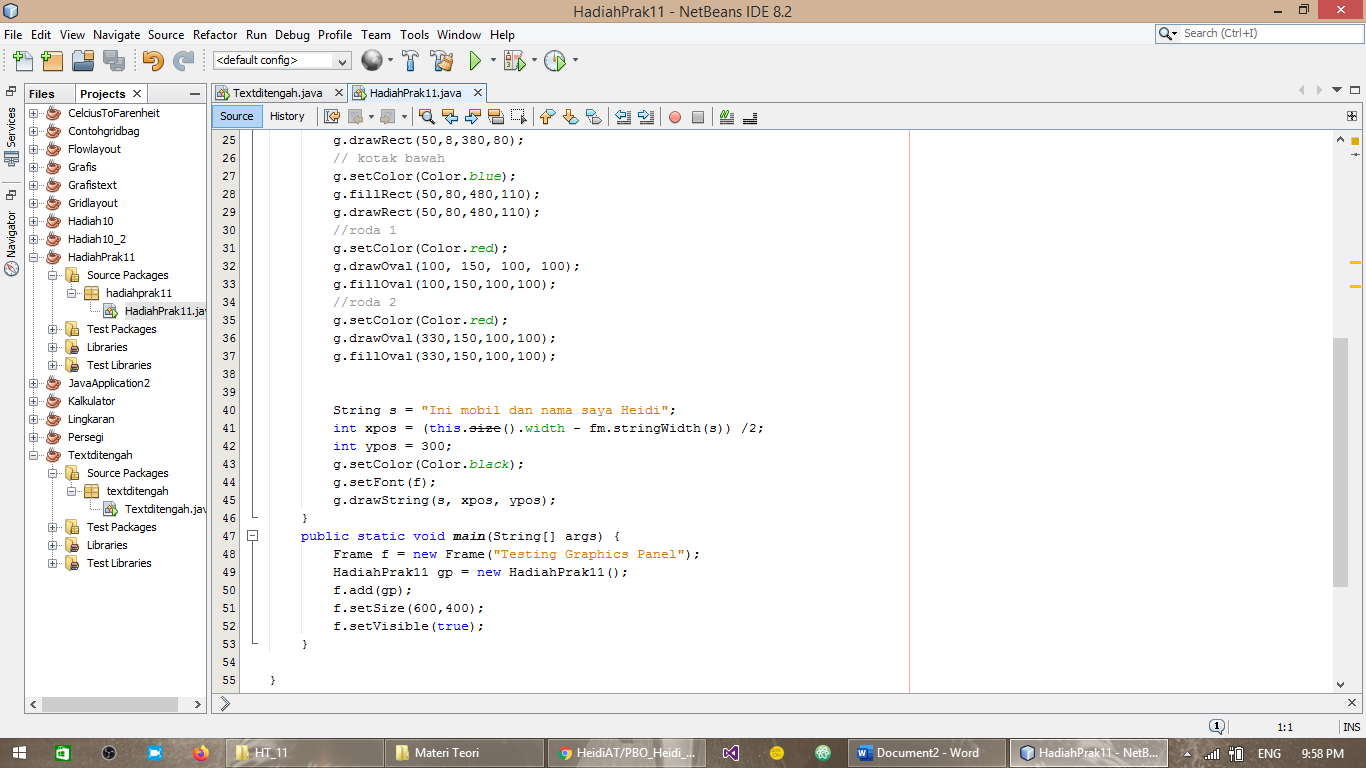 HadiahPrak11 - NetBeans IDE 8.2
File Edit View Navigate Source Refactor Run Debug Profile Team Tools Window Help
Search (Ctrl+I)
<default config>
Files Projects
Services
Navigator
CelciusToFarenheit
Contohgridbag
Flowlayout
Grafis
Grafistext
Gridlayout
Hadiah10
Hadiah10_2
HadiahPrak11
Source Packages
hadiahprak11
HadiahPrak11.jav
Test Packages
Libraries
Test Libraries
JavaApplication2
Kalkulator
Lingkaran
Persegi
Textditengah
Source Packages
textditengah
Textditengah.jav
Test Packages
Libraries
Test Libraries
Textditengah.java HadiahPrak11.java
Source History
25 g.drawRect(50,8,380,80);
26 // kotak bawah
27 g.setColor(Color.blue);
28 g.fillRect(50,80,480,110);
29 g.drawRect(50,80,480,110);
30 //roda 1
31 g.setColor(Color.red);
32 g.drawOval(100, 150, 100, 100);
33 g.fillOval(100,150,100,100);
34 //roda 2
35 g.setColor(Color.red);
36 g.drawOval(330,150,100,100);
37 g.fillOval(330,150,100,100);
38
39
40 String s = "Ini mobil dan nama saya Heidi";
41 int xpos = (this.size().width - fm.stringWidth(s)) /2;
42 int ypos = 300;
43 g.setColor(Color.black);
44 g.setFont(f);
45 g.drawString(s, xpos, ypos);
46 }
47 public static void main(String[] args) {
48 Frame f = new Frame("Testing Graphics Panel");
49 HadiahPrak11 gp = new HadiahPrak11();
50 f.add(gp);
51 f.setSize(600,400);
52 f.setVisible(true);
53 }
54
55 }
1 1:1 INS
HT_11 Materi Teori HeidiAT/PBO_Heidi_... Document2 - Word HadiahPrak11 - NetB... ENG 9:58 PM